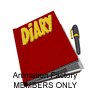 DIARY
Animation Factory
MEMBERS ONLY